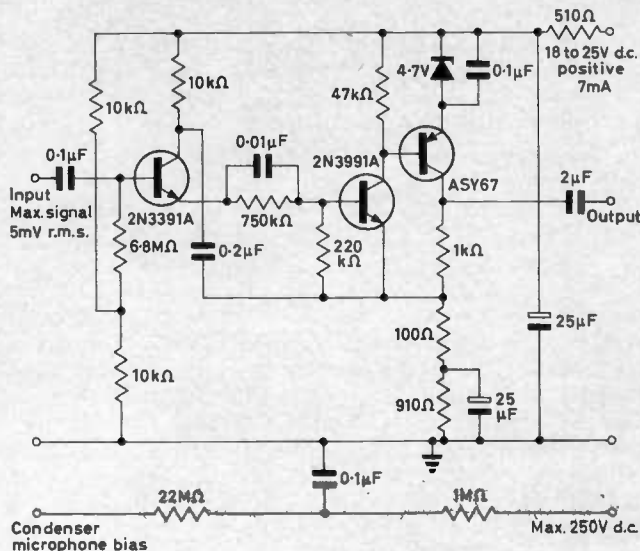 510Ω
18 to 25V d.c.
positive
7mA
10kΩ
4·7V
0·1μF
10kΩ
47kΩ
0·1μF
0·01μF
2N3991A
ASY67
2μF
Input
Max. signal
5mV r.m.s.
2N3391A
750kΩ
Output
6·8MΩ
0·2μF
220
kΩ
1kΩ
25μF
100Ω
10kΩ
910Ω
25
μF
0·1μF
22MΩ
1MΩ
Condenser
microphone bias
Max. 250V d.c.